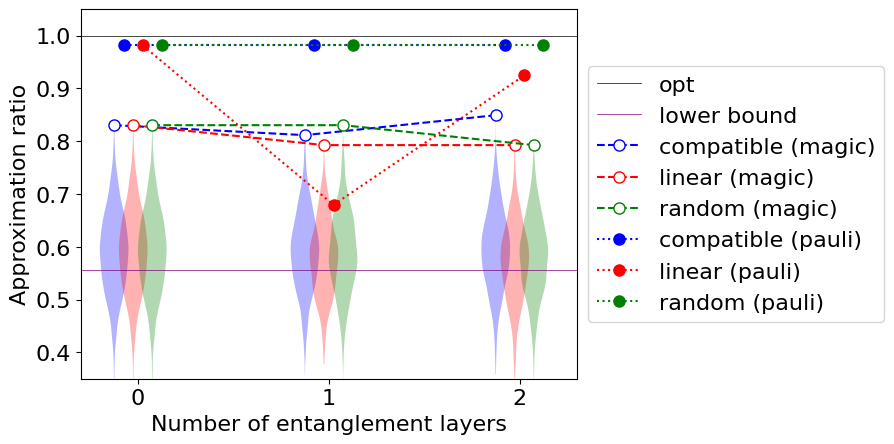 1.0
0.9
0.8
0.7
0.6
0.5
0.4
Approximation ratio
0 1 2
Number of entanglement layers
opt
lower bound
compatible (magic)
linear (magic)
random (magic)
compatible (pauli)
linear (pauli)
random (pauli)